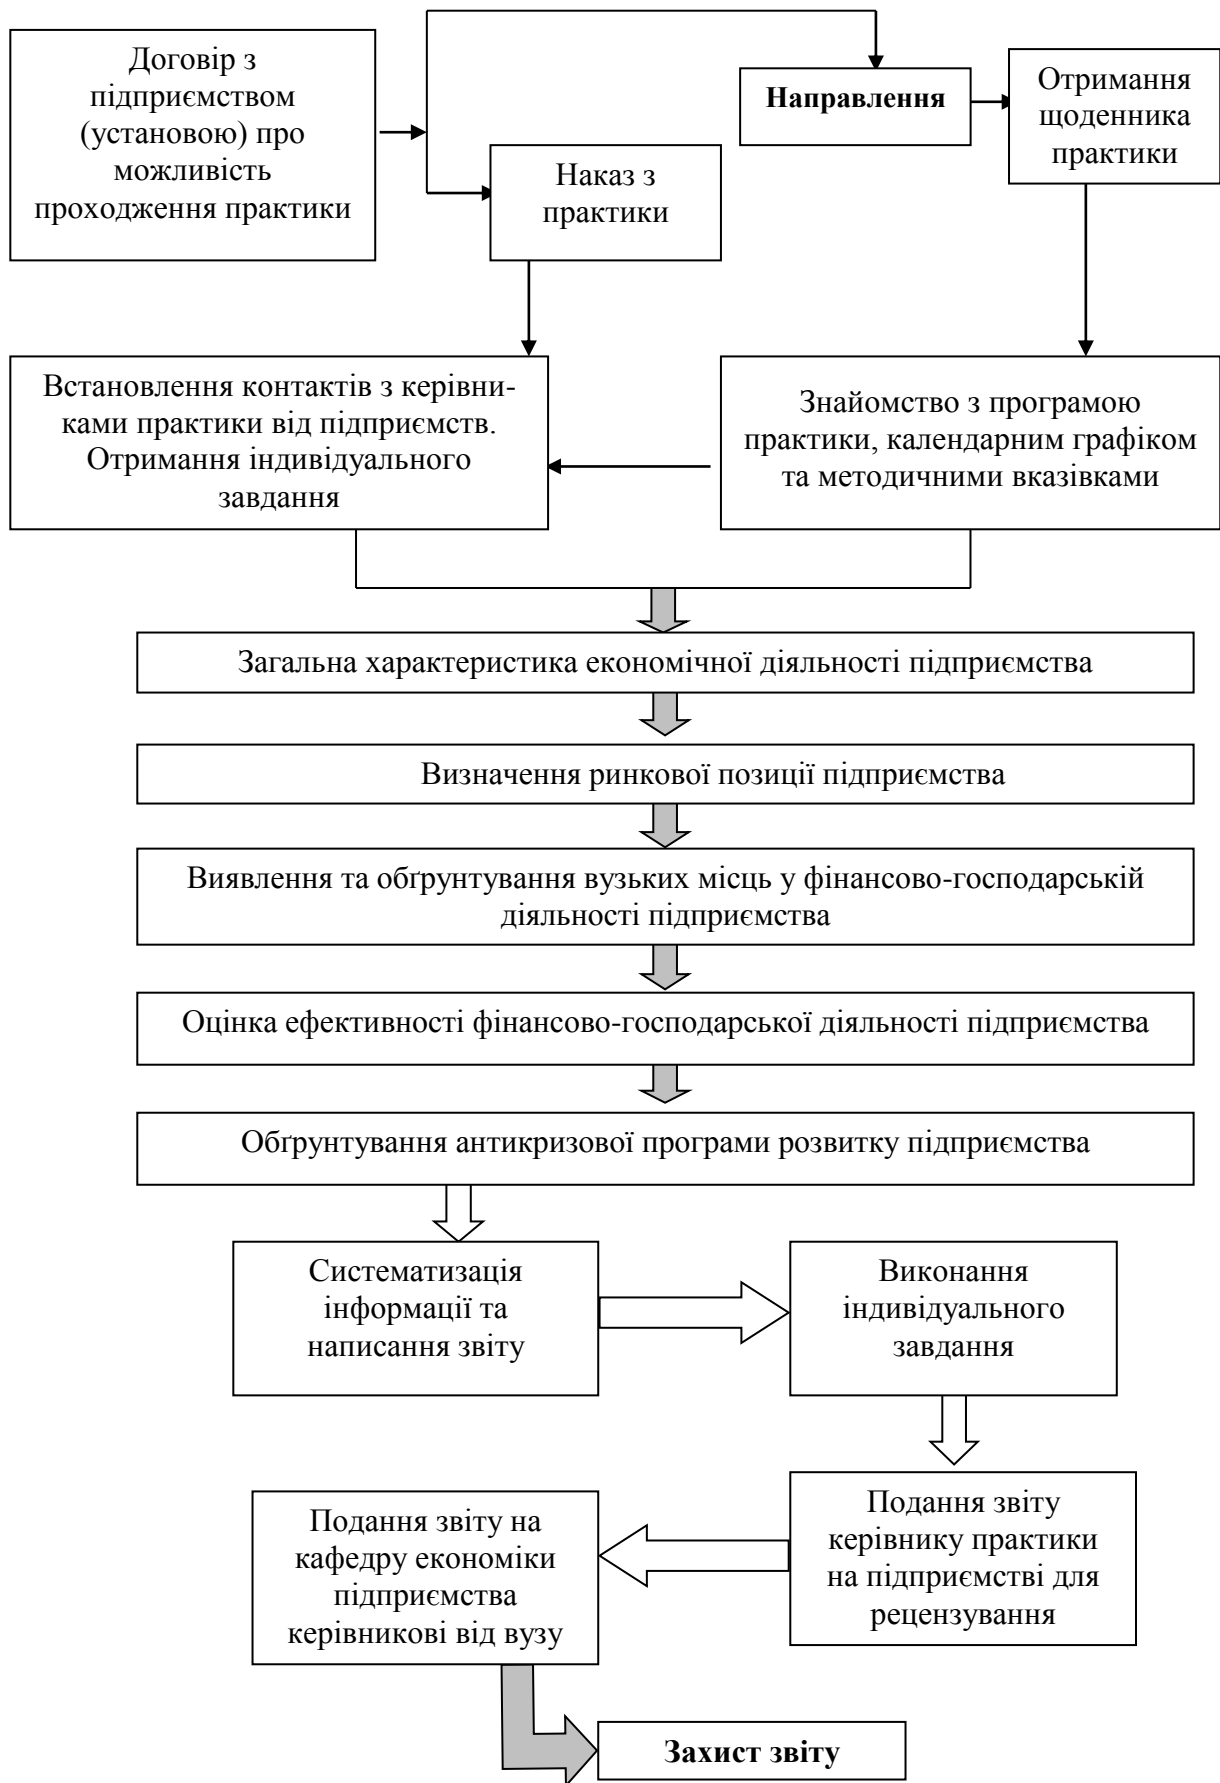 Договір з
підприємством
(установою) про
можливість
проходження практики
Направлення
Отримання
щоденника
практики
Наказ з
практики
Встановлення контактів з керівни-
ками практики від підприємств.
Отримання індивідуального
завдання
Знайомство з програмою
практики, календарним графіком
та методичними вказівками
Загальна характеристика економічної діяльності підприємства
Визначення ринкової позиції підприємства
Виявлення та обґрунтування вузьких місць у фінансово-господарській
діяльності підприємства
Оцінка ефективності фінансово-господарської діяльності підприємства
Обґрунтування антикризової програми розвитку підприємства
Систематизація
інформації та
написання звіту
Виконання
індивідуального
завдання
Подання звіту
керівнику практики
на підприємстві для
рецензування
Подання звіту на
кафедру економіки
підприємства
керівникові від вузу
Захист звіту